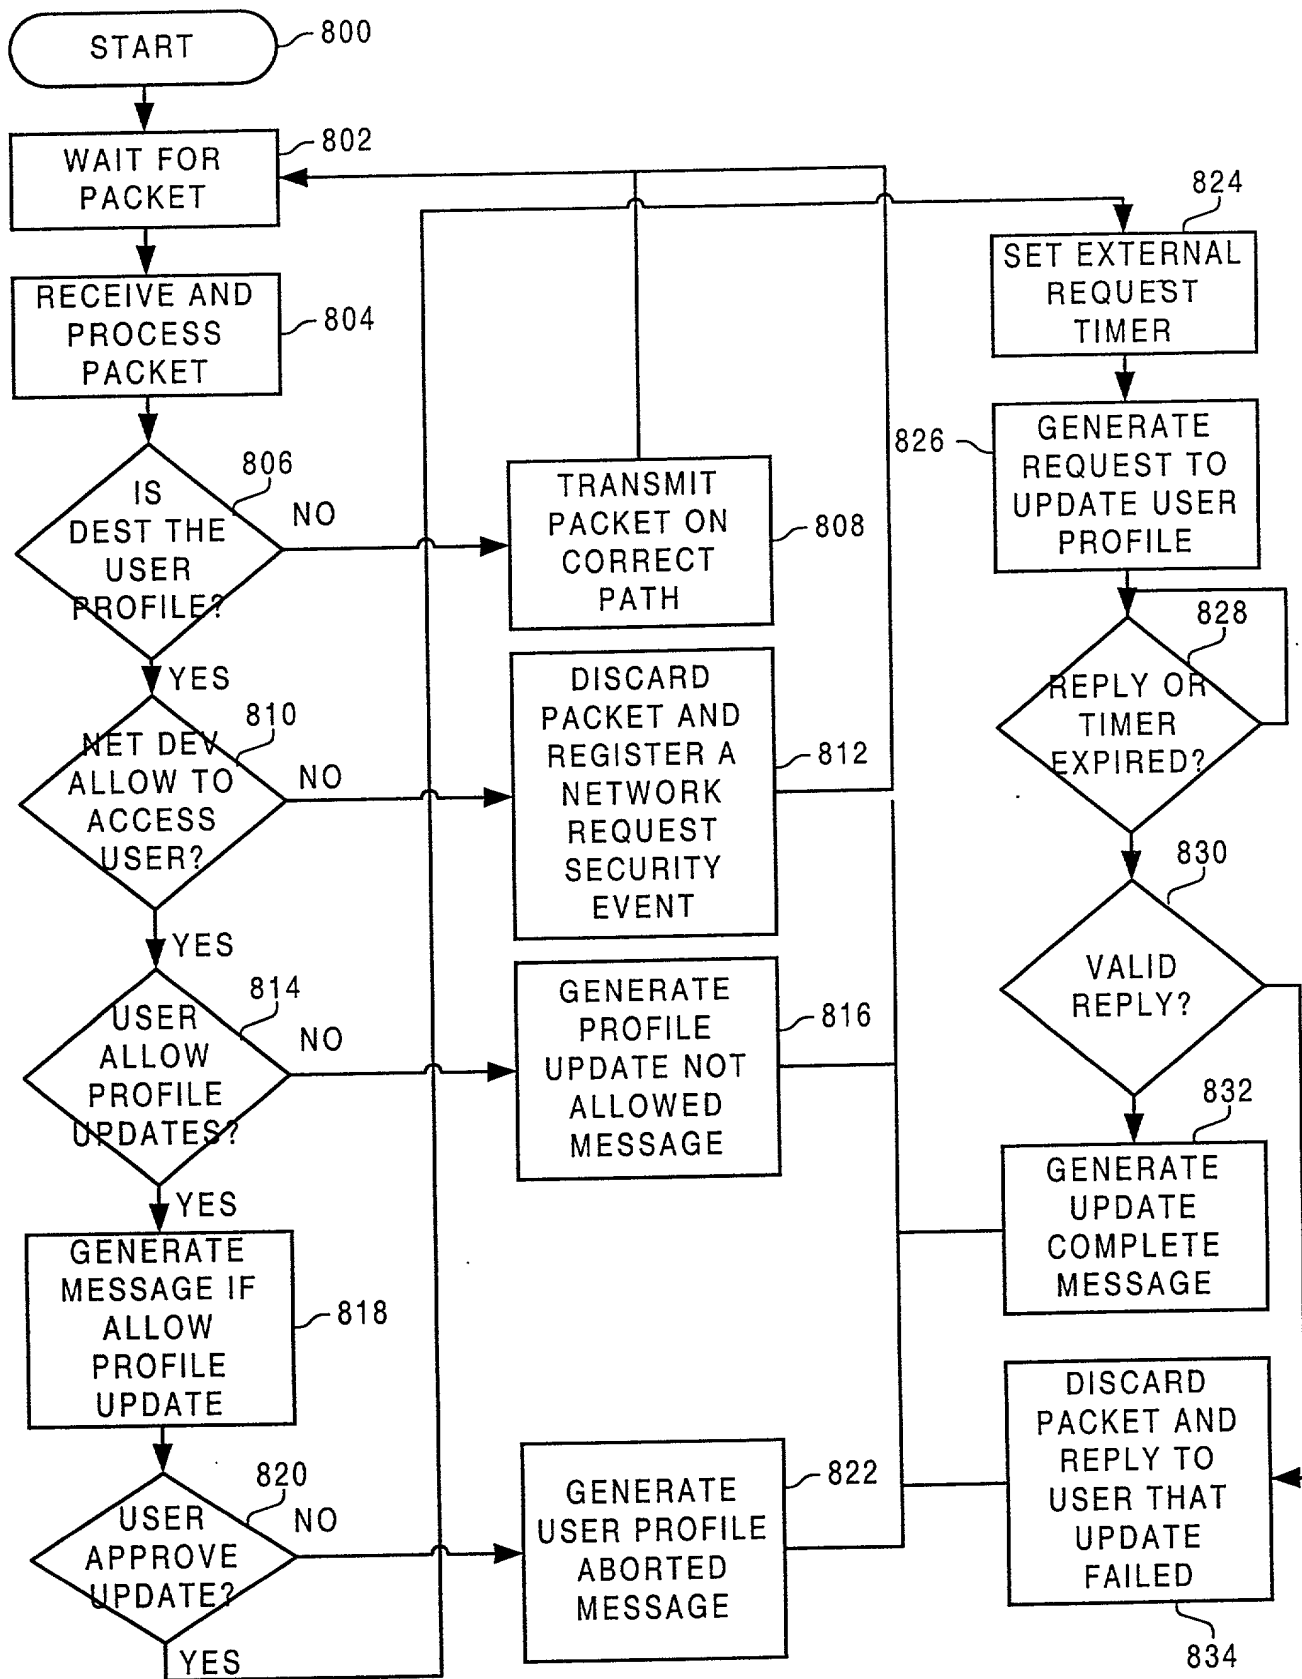 START
800
WAIT FOR
PACKET
802
RECEIVE AND
PROCESS
PACKET
804
IS
DEST THE
USER
PROFILE?
806
NO
YES
TRANSMIT
PACKET ON
CORRECT
PATH
808
NET DEV
ALLOW TO
ACCESS
USER?
810
NO
YES
DISCARD
PACKET AND
REGISTER A
NETWORK
REQUEST
SECURITY
EVENT
812
USER
ALLOW
PROFILE
UPDATES?
814
NO
YES
GENERATE
PROFILE
UPDATE NOT
ALLOWED
MESSAGE
816
GENERATE
MESSAGE IF
ALLOW
PROFILE
UPDATE
818
USER
APPROVE
UPDATE?
820
NO
YES
GENERATE
USER PROFILE
ABORTED
MESSAGE
822
824
SET EXTERNAL
REQUEST
TIMER
826
GENERATE
REQUEST TO
UPDATE USER
PROFILE
828
REPLY OR
TIMER
EXPIRED?
830
VALID
REPLY?
832
GENERATE
UPDATE
COMPLETE
MESSAGE
DISCARD
PACKET AND
REPLY TO
USER THAT
UPDATE
FAILED
834